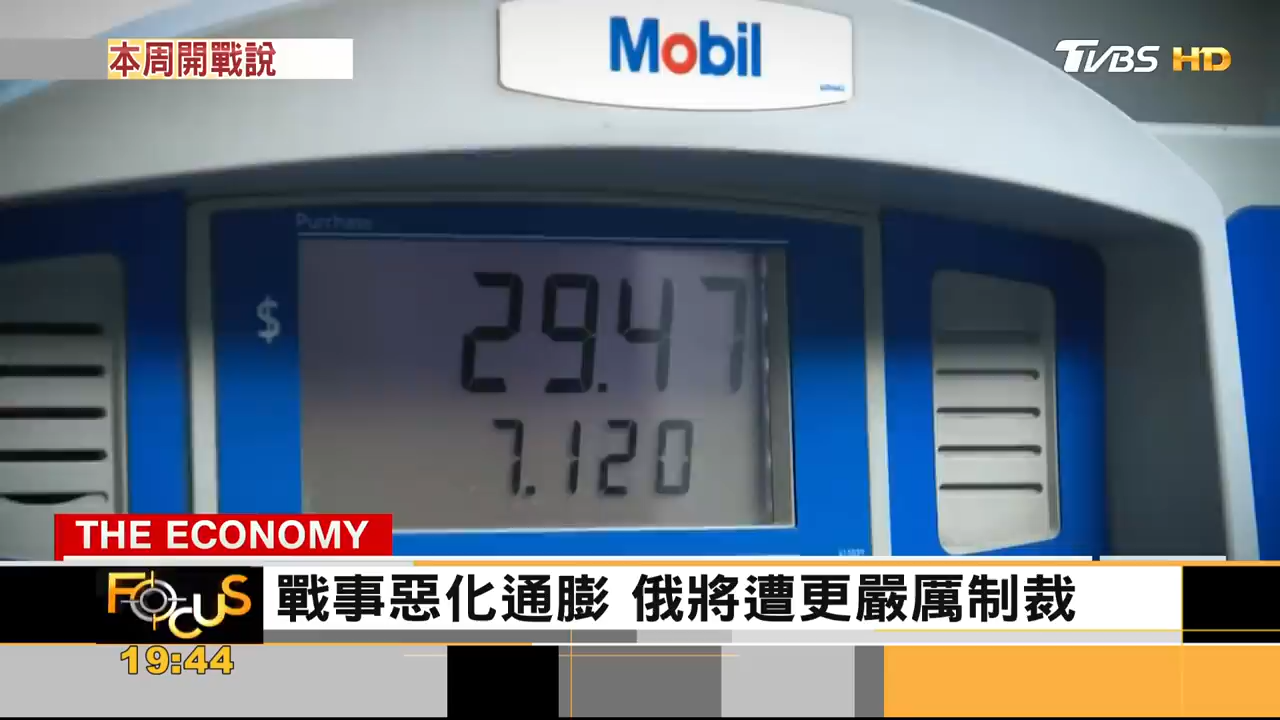 本周開戰說
Mobil
TVBS HD
Purchase
$ 29.47
7.120
THE ECONOMY
FOCUS
戰事惡化通膨 俄將遭更嚴厲制裁
19:44